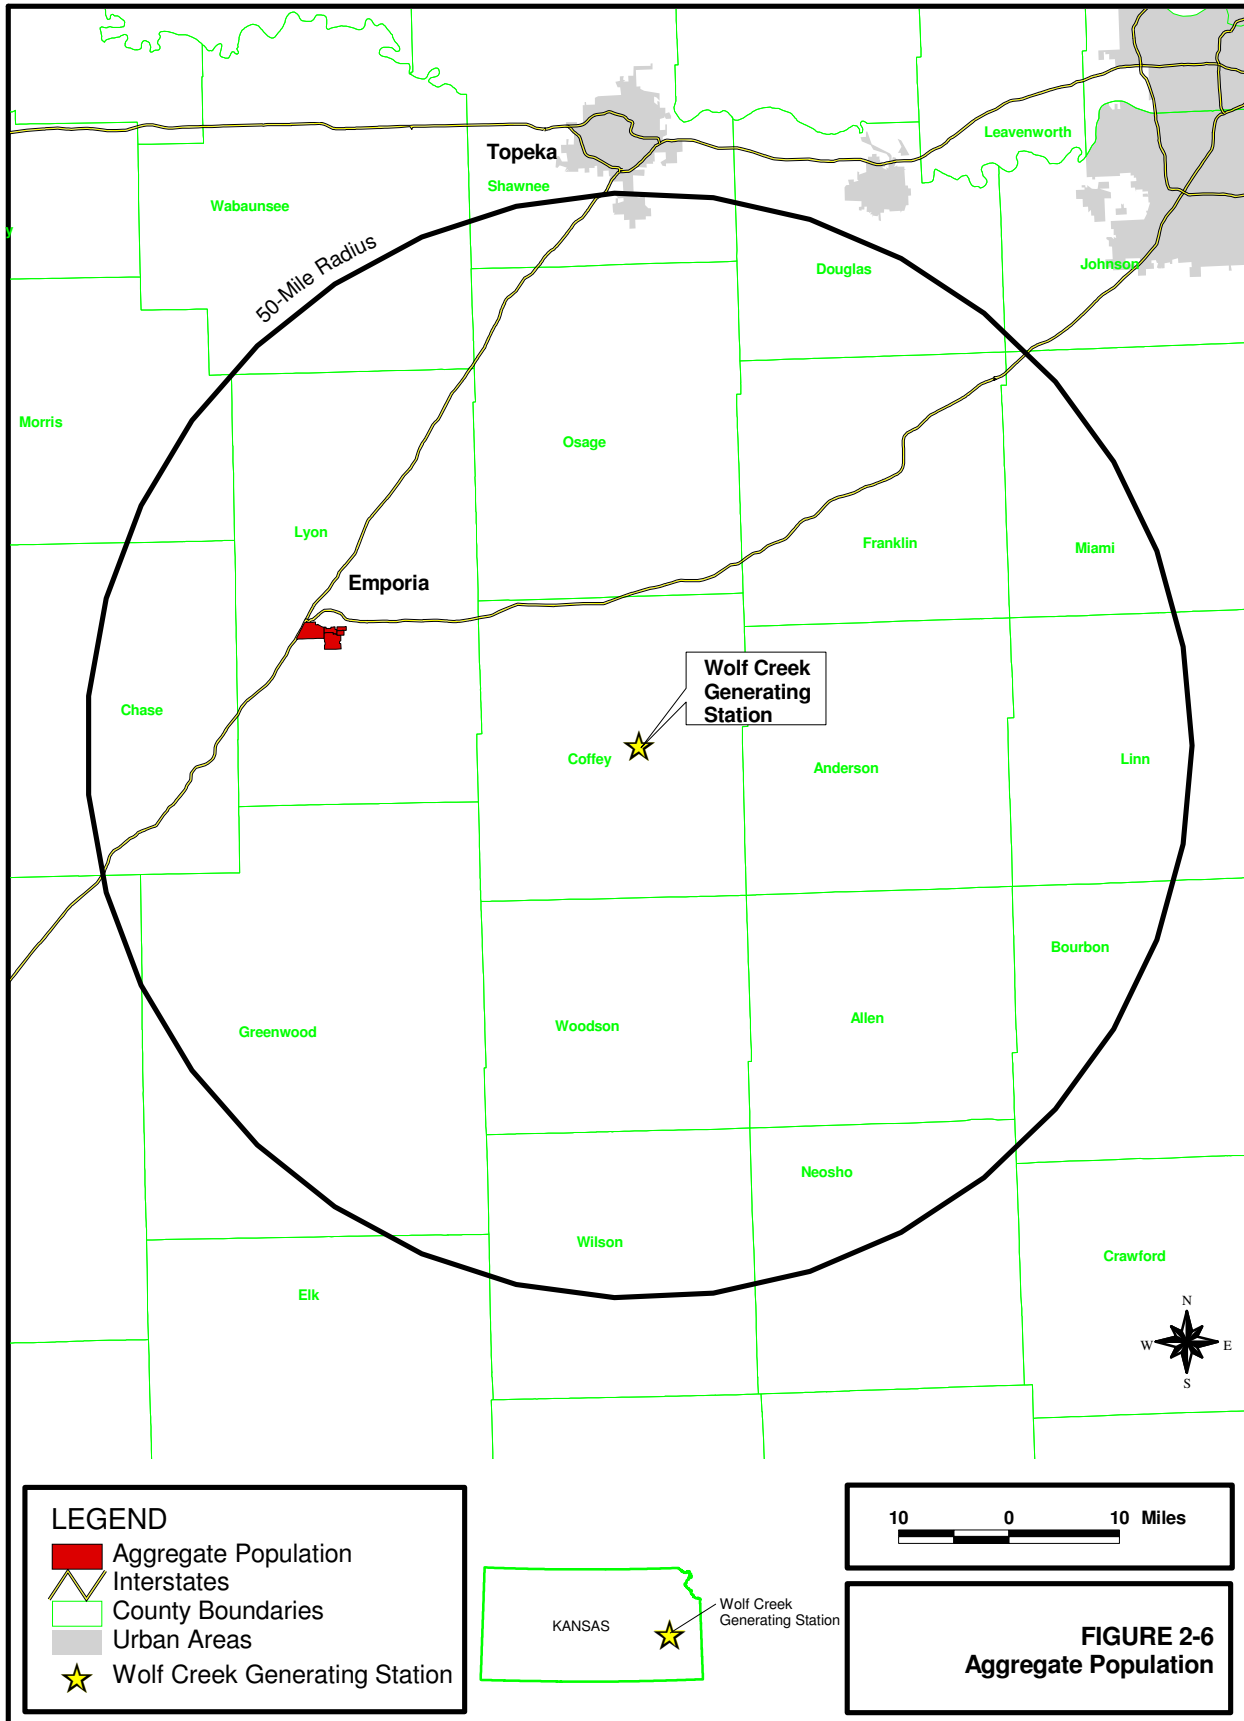 Leavenworth
Topeka
Shawnee
Wabaunsee
y
50-Mile Radius
Douglas
Johnson
Morris
Osage
Lyon
Franklin
Miami
Emporia
Wolf Creek
Generating
Station
Chase
Coffey
Anderson
Linn
Bourbon
Greenwood
Woodson
Allen
Neosho
Wilson
Crawford
Elk
N
W
E
S
LEGEND
Aggregate Population
Interstates
County Boundaries
Urban Areas
Wolf Creek Generating Station
KANSAS
Wolf Creek
Generating Station
10 0 10 Miles
FIGURE 2-6
Aggregate Population